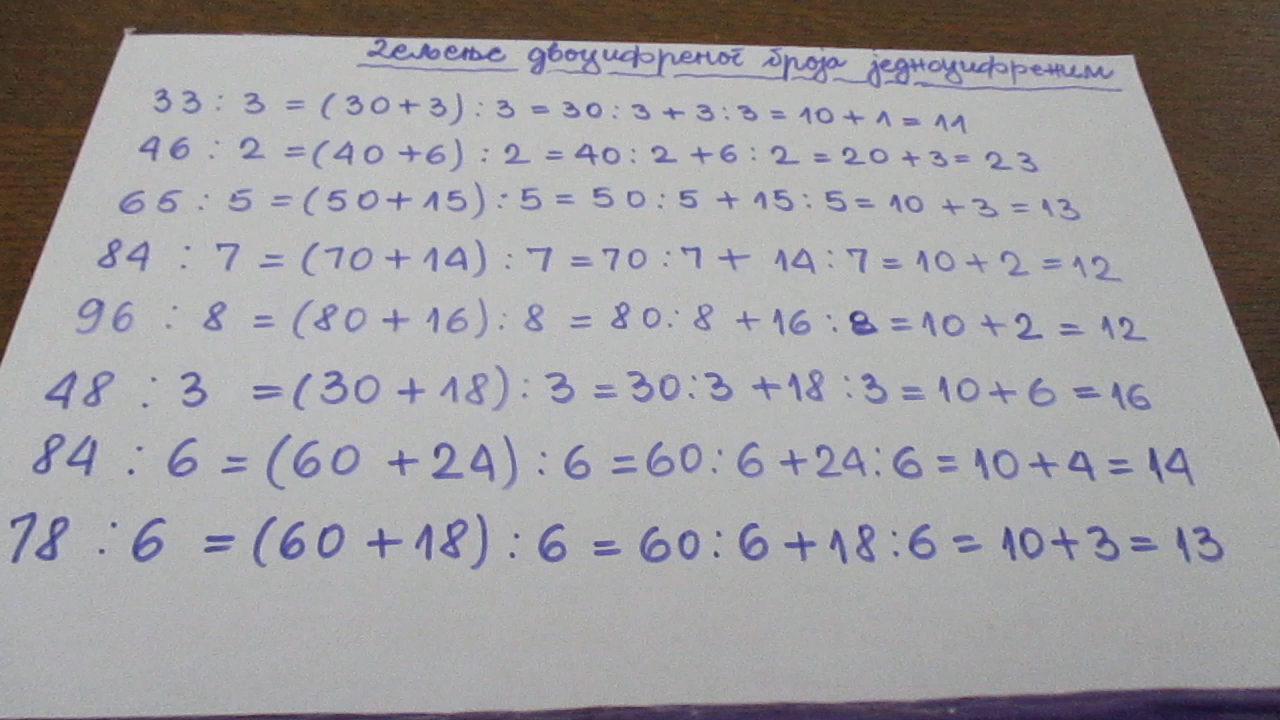 Дељење двоцифреног броја једноцифреним
33 : 3 = (30+3) : 3 = 30 : 3 + 3 : 3 = 10 + 1 = 11
46 : 2 = (40 +6) : 2 = 40 : 2 + 6 : 2 = 20 + 3 = 23
65 : 5 = (50+15) : 5 = 50 : 5 + 15 : 5 = 10 + 3 = 13
84 : 7 = (70 + 14) : 7 = 70 : 7 + 14 : 7 = 10 + 2 = 12
96 : 8 = (80 + 16) : 8 = 80 : 8 + 16 : 8 = 10 + 2 = 12
48 : 3 = (30 + 18) : 3 = 30 : 3 + 18 : 3 = 10 + 6 = 16
84 : 6 = (60 + 24) : 6 = 60 : 6 + 24 : 6 = 10 + 4 = 14
78 : 6 = (60 + 18) : 6 = 60 : 6 + 18 : 6 = 10 + 3 = 13